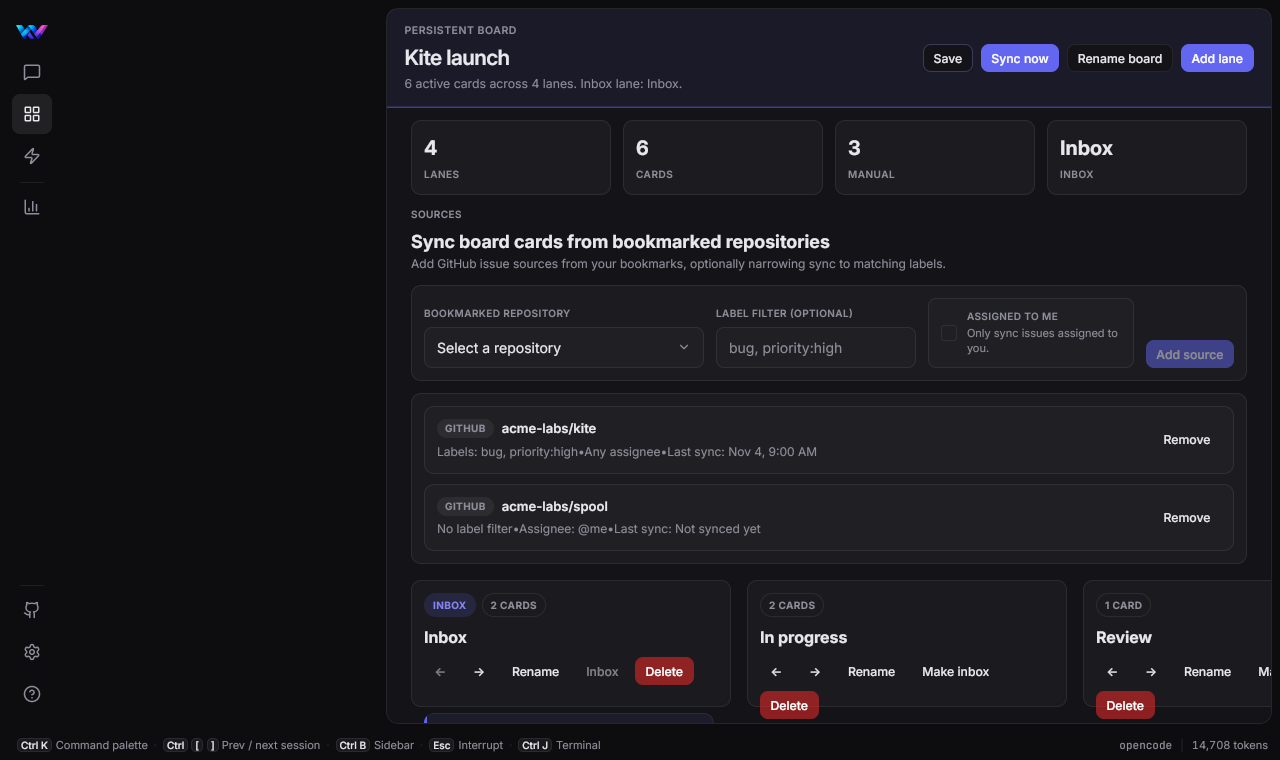 PERSISTENT BOARD
Kite launch
6 active cards across 4 lanes. Inbox lane: Inbox.
Save
Sync now
Rename board
Add lane
4
LANES
6
CARDS
3
MANUAL
Inbox
INBOX
SOURCES
Sync board cards from bookmarked repositories
Add GitHub issue sources from your bookmarks, optionally narrowing sync to matching labels.
BOOKMARKED REPOSITORY
Select a repository
LABEL FILTER (OPTIONAL)
bug, priority:high
ASSIGNED TO ME
Only sync issues assigned to
you.
Add source
GITHUB acme-labs/kite
Labels: bug, priority:high•Any assignee•Last sync: Nov 4, 9:00 AM
Remove
GITHUB acme-labs/spool
No label filter•Assignee: @me•Last sync: Not synced yet
Remove
INBOX 2 CARDS
Inbox
← → Rename Inbox Delete
2 CARDS
In progress
← → Rename Make inbox
Delete
1 CARD
Review
← → Rename
Delete
Ctrl K Command palette · Ctrl [ ] Prev / next session · Ctrl B Sidebar · Esc Interrupt · Ctrl J Terminal
opencode 14,708 tokens